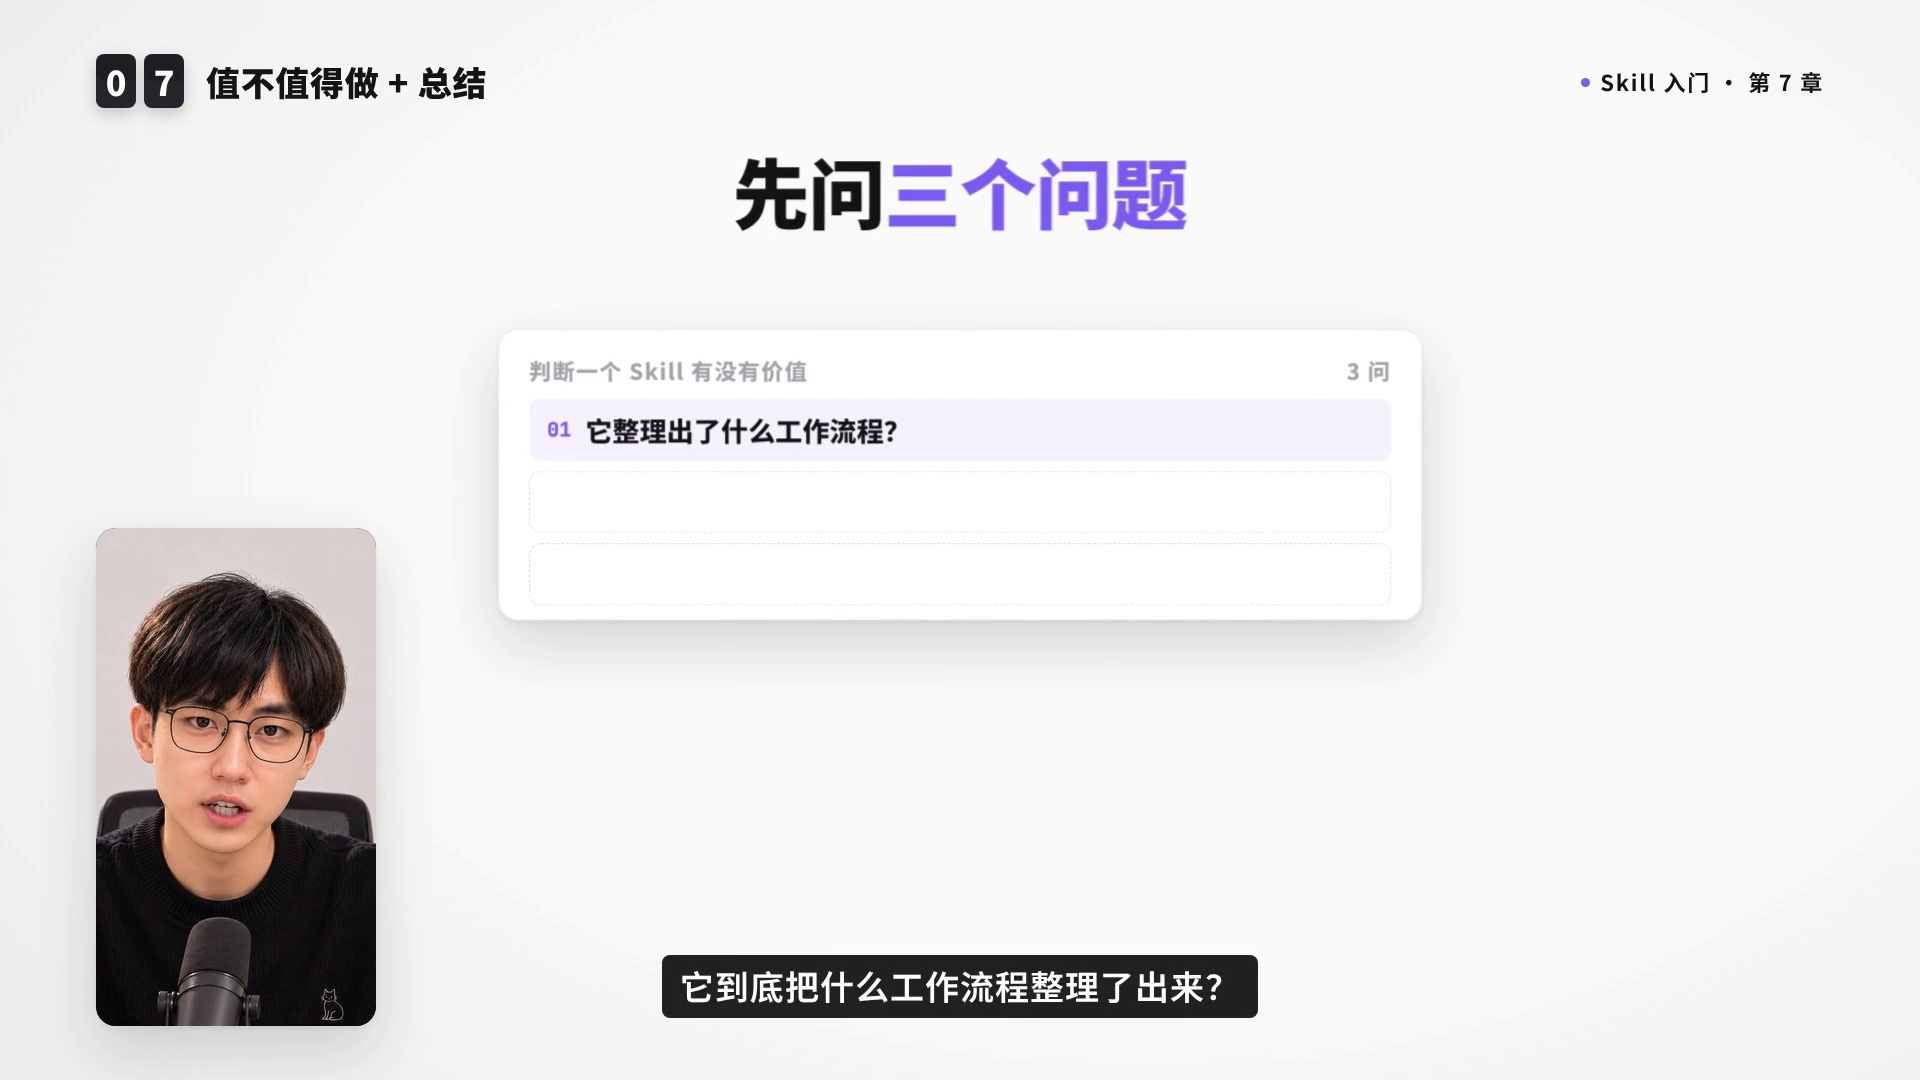 07 值不值得做 + 总结
Skill 入门 · 第 7 章
先问三个问题
判断一个 Skill 有没有价值
3 问
01 它整理出了什么工作流程?
它到底把什么工作流程整理了出来?